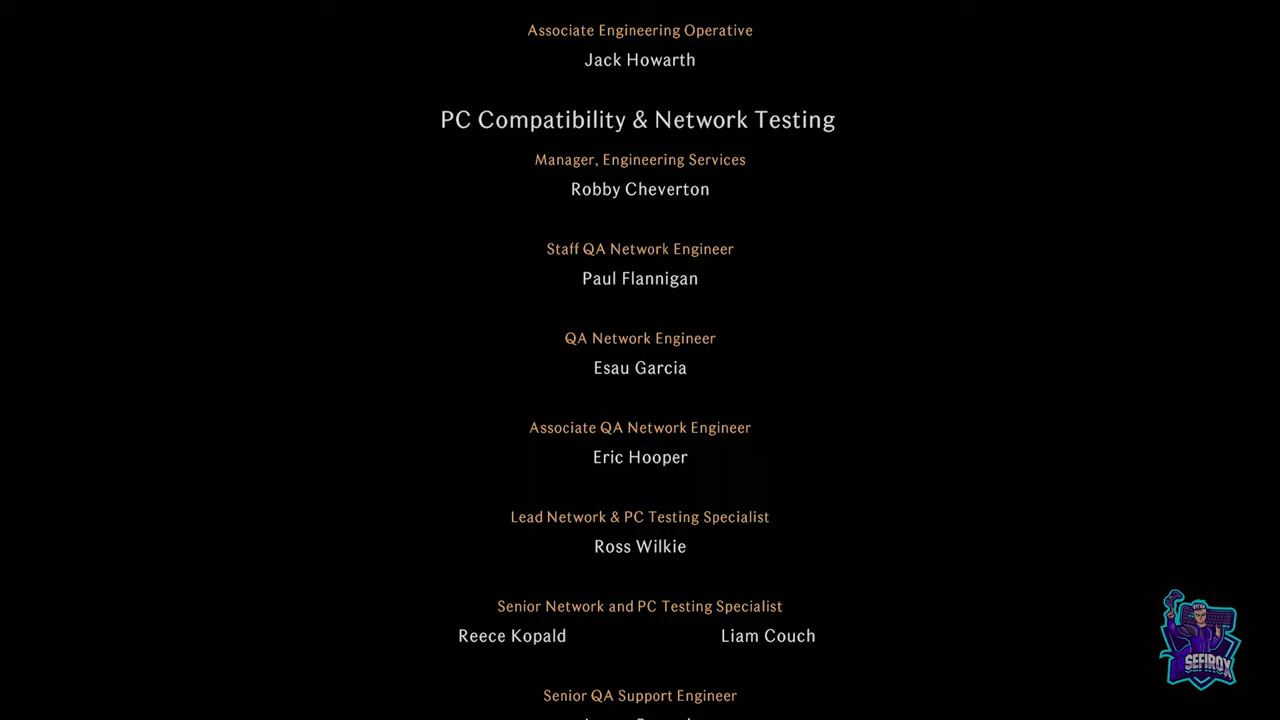 Associate Engineering Operative
Jack Howarth
PC Compatibility & Network Testing
Manager, Engineering Services
Robby Cheverton
Staff QA Network Engineer
Paul Flannigan
QA Network Engineer
Esau Garcia
Associate QA Network Engineer
Eric Hooper
Lead Network & PC Testing Specialist
Ross Wilkie
Senior Network and PC Testing Specialist
Reece Kopald Liam Couch
Senior QA Support Engineer
SEFIROX